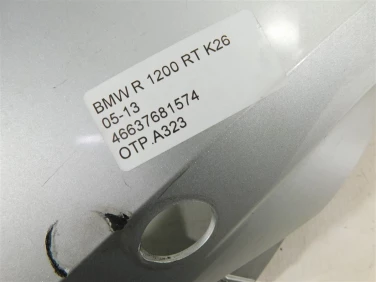 BMW R 1200 RT K26
05-13
46637681574
OTP.A323